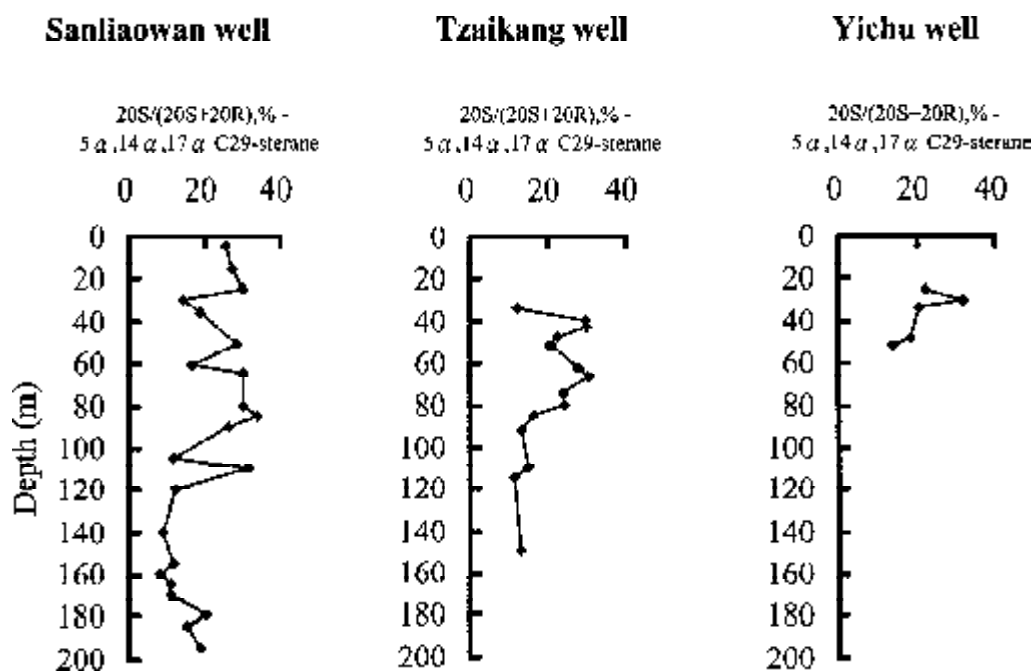 Sanliaowan well
Tzaikang well
Yichu well
20S/(20S+20R),% -
5α,14α,17α C29-sterane
20S/(20S+20R),% -
5α,14α,17α C29-sterane
20S/(20S−20R),% -
5α,14α,17α C29-sterane
0 20 40
0 20 40
0 20 40
Depth (m)
0
20
40
60
80
100
120
140
160
180
200
0
20
40
60
80
100
120
140
160
180
200
0
20
40
60
80
100
120
140
160
180
200